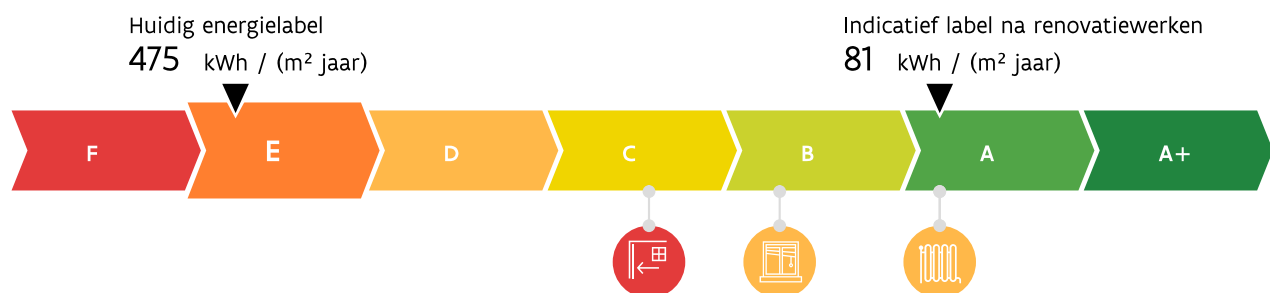 Huidig energielabel
475 kWh / (m² jaar)
Indicatief label na renovatiewerken
81 kWh / (m² jaar)
F E D C B A A+